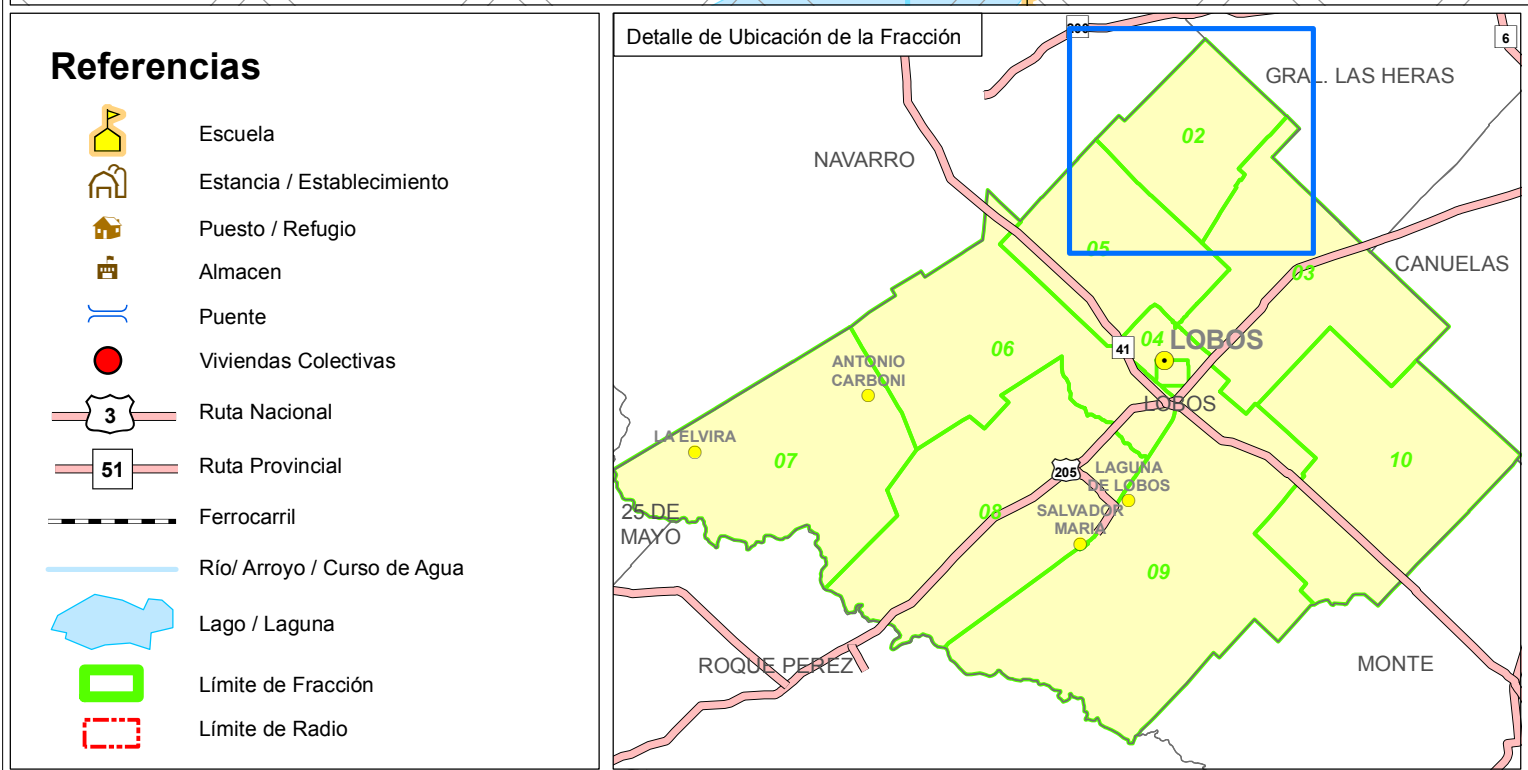 Referencias
Escuela
Estancia / Establecimiento
Puesto / Refugio
Almacen
Puente
Viviendas Colectivas
3
Ruta Nacional
51
Ruta Provincial
Ferrocarril
Río/ Arroyo / Curso de Agua
Lago / Laguna
Límite de Fracción
Límite de Radio
Detalle de Ubicación de la Fracción
6
GRAL. LAS HERAS
02
NAVARRO
05
CANUELAS
03
04
LOBOS
41
06
ANTONIO
CARBONI
LOBOS
LA ELVIRA
07
10
205
LAGUNA
DE LOBOS
25 DE
MAYO
08
SALVADOR
MARIA
09
ROQUE PEREZ
MONTE